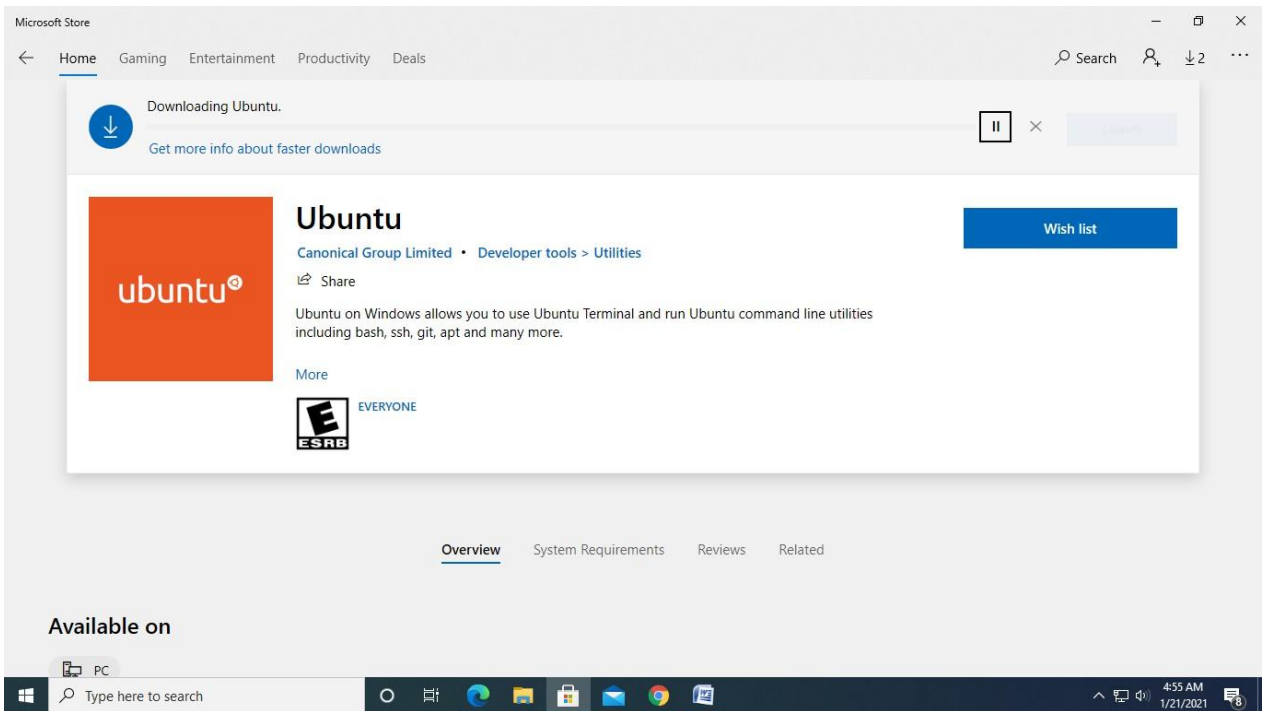 Microsoft Store
Home Gaming Entertainment Productivity Deals Search 2
Downloading Ubuntu.
Get more info about faster downloads
ubuntu
Ubuntu
Wish list
Canonical Group Limited • Developer tools > Utilities
Share
Ubuntu on Windows allows you to use Ubuntu Terminal and run Ubuntu command line utilities
including bash, ssh, git, apt and many more.
More
E
ESRB
EVERYONE
Overview System Requirements Reviews Related
Available on
PC
Type here to search
4:55 AM
1/21/2021
8